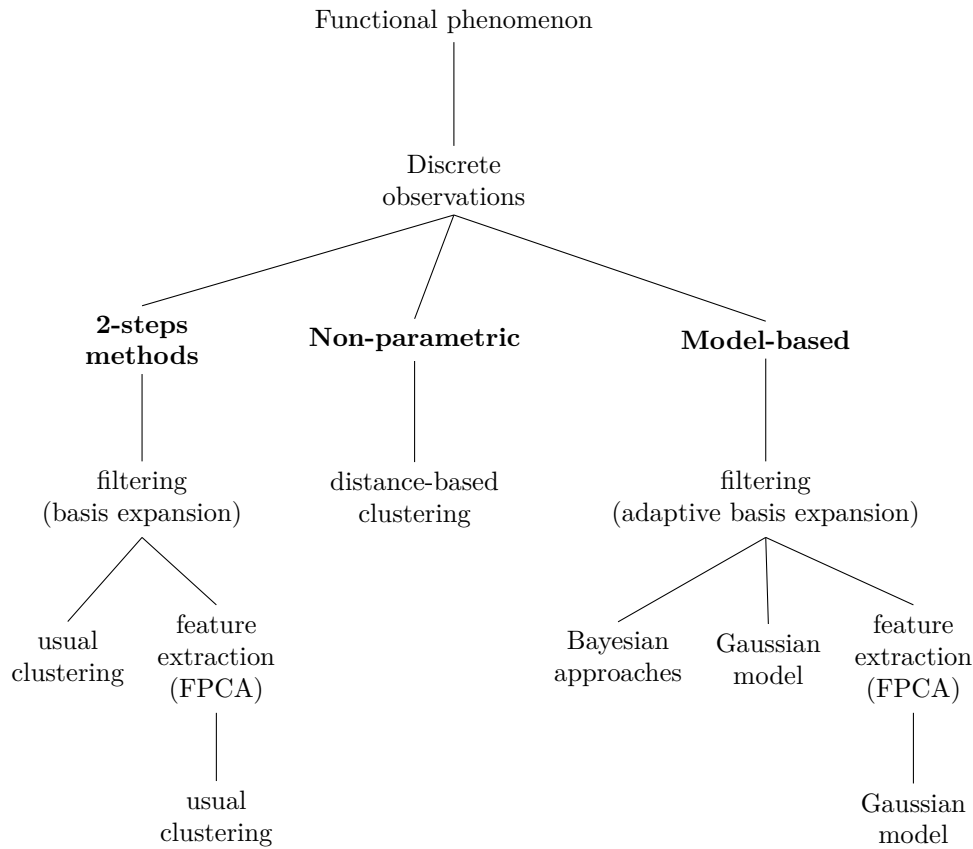 Functional phenomenon
Discrete
observations
2-steps
methods
Non-parametric
Model-based
filtering
(basis expansion)
distance-based
clustering
filtering
(adaptive basis expansion)
usual
clustering
feature
extraction
(FPCA)
Bayesian
approaches
Gaussian
model
feature
extraction
(FPCA)
usual
clustering
Gaussian
model